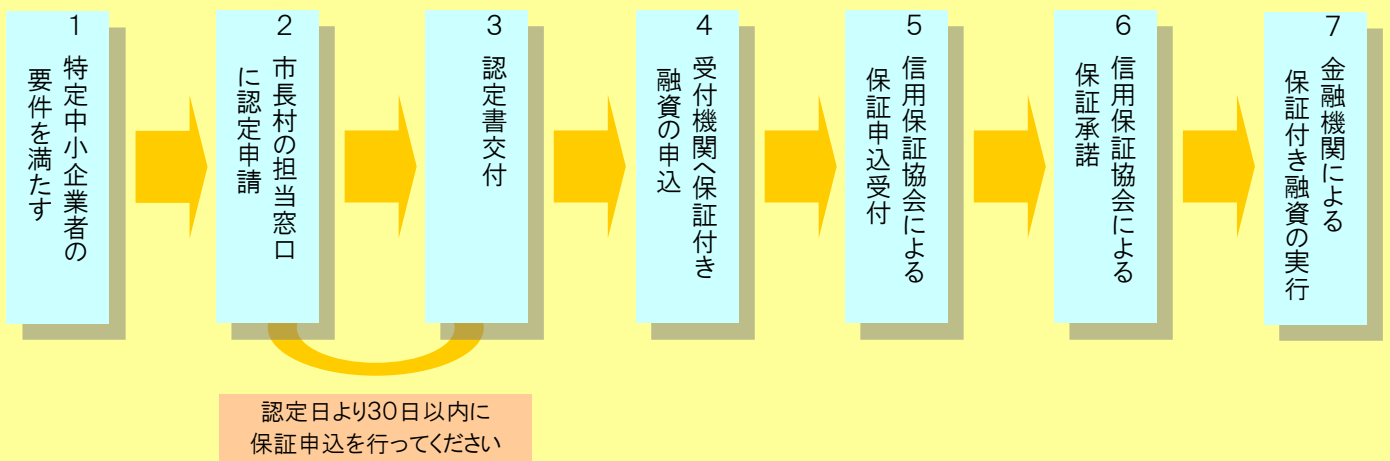 1
特定中小企業者の
要件を満たす
2
市長村の担当窓口
に認定申請
3
認定書交付
4
受付機関へ保証付き
融資の申込
5
信用保証協会による
保証申込受付
6
信用保証協会による
保証承諾
7
金融機関による
保証付き融資の実行
認定日より30日以内に
保証申込を行ってください